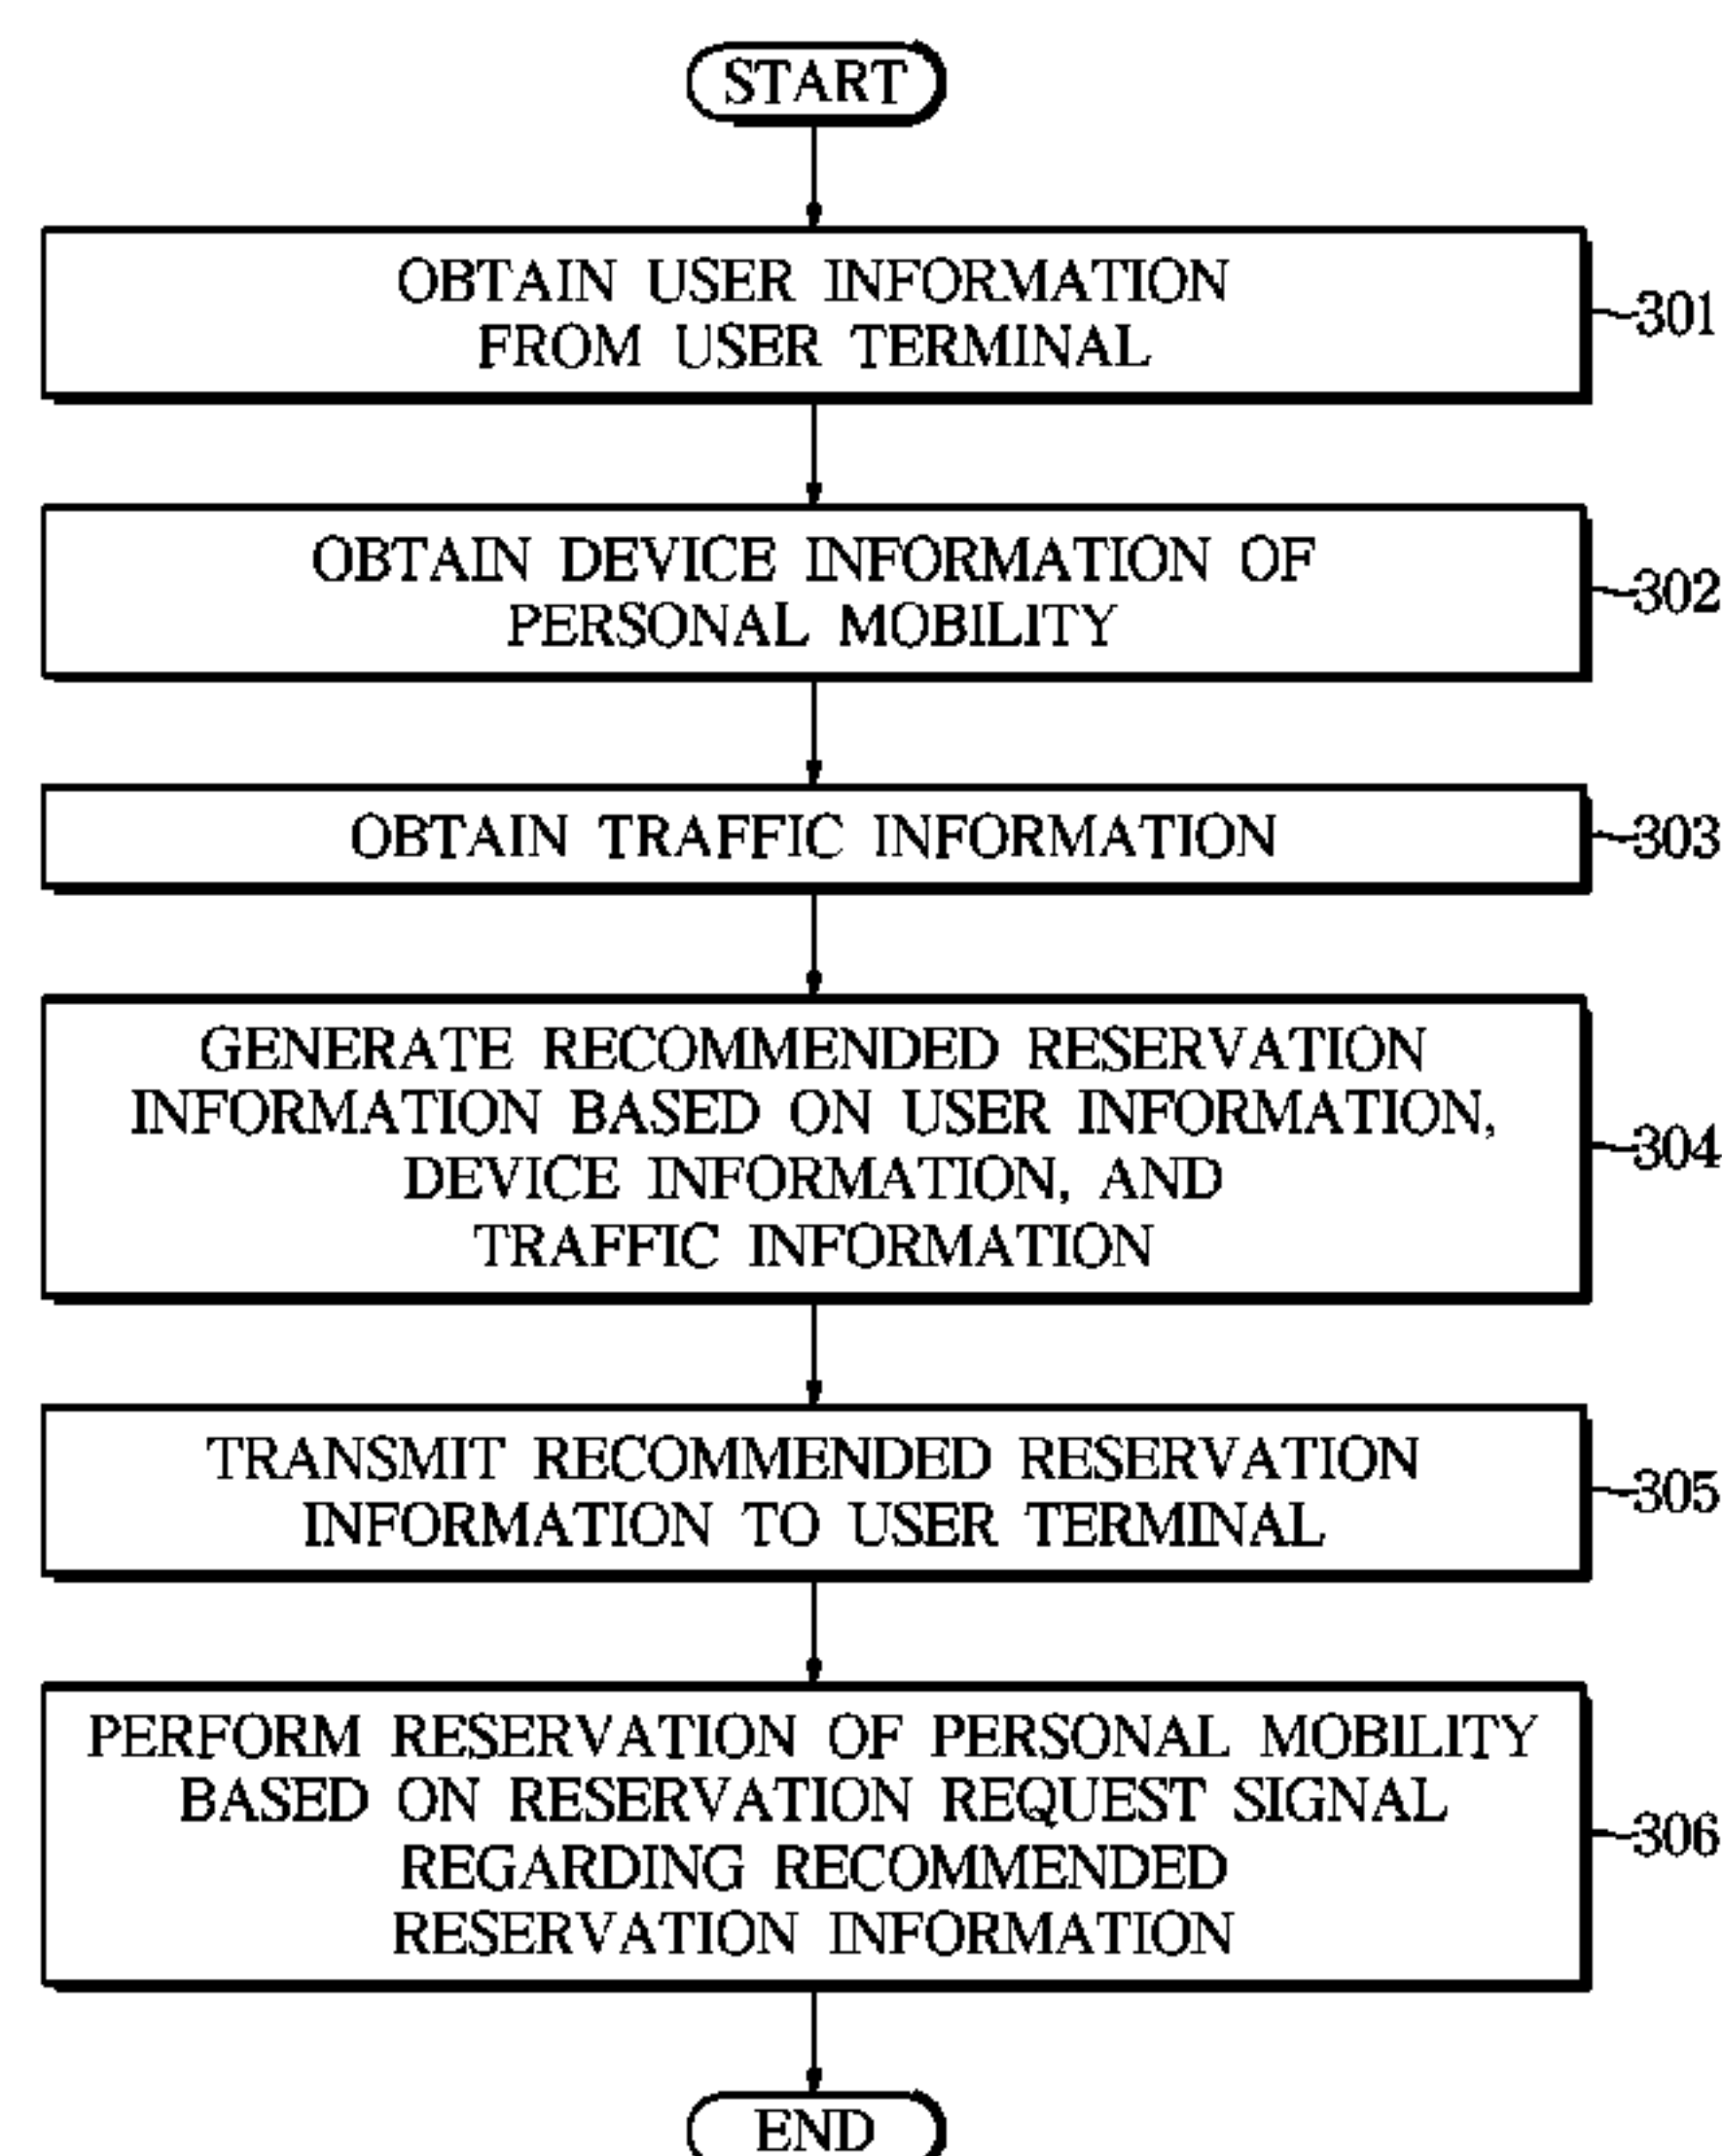 START
OBTAIN USER INFORMATION
FROM USER TERMINAL
301
OBTAIN DEVICE INFORMATION OF
PERSONAL MOBILITY
302
OBTAIN TRAFFIC INFORMATION
303
GENERATE RECOMMENDED RESERVATION
INFORMATION BASED ON USER INFORMATION,
DEVICE INFORMATION, AND
TRAFFIC INFORMATION
304
TRANSMIT RECOMMENDED RESERVATION
INFORMATION TO USER TERMINAL
305
PERFORM RESERVATION OF PERSONAL MOBILITY
BASED ON RESERVATION REQUEST SIGNAL
REGARDING RECOMMENDED
RESERVATION INFORMATION
306
END